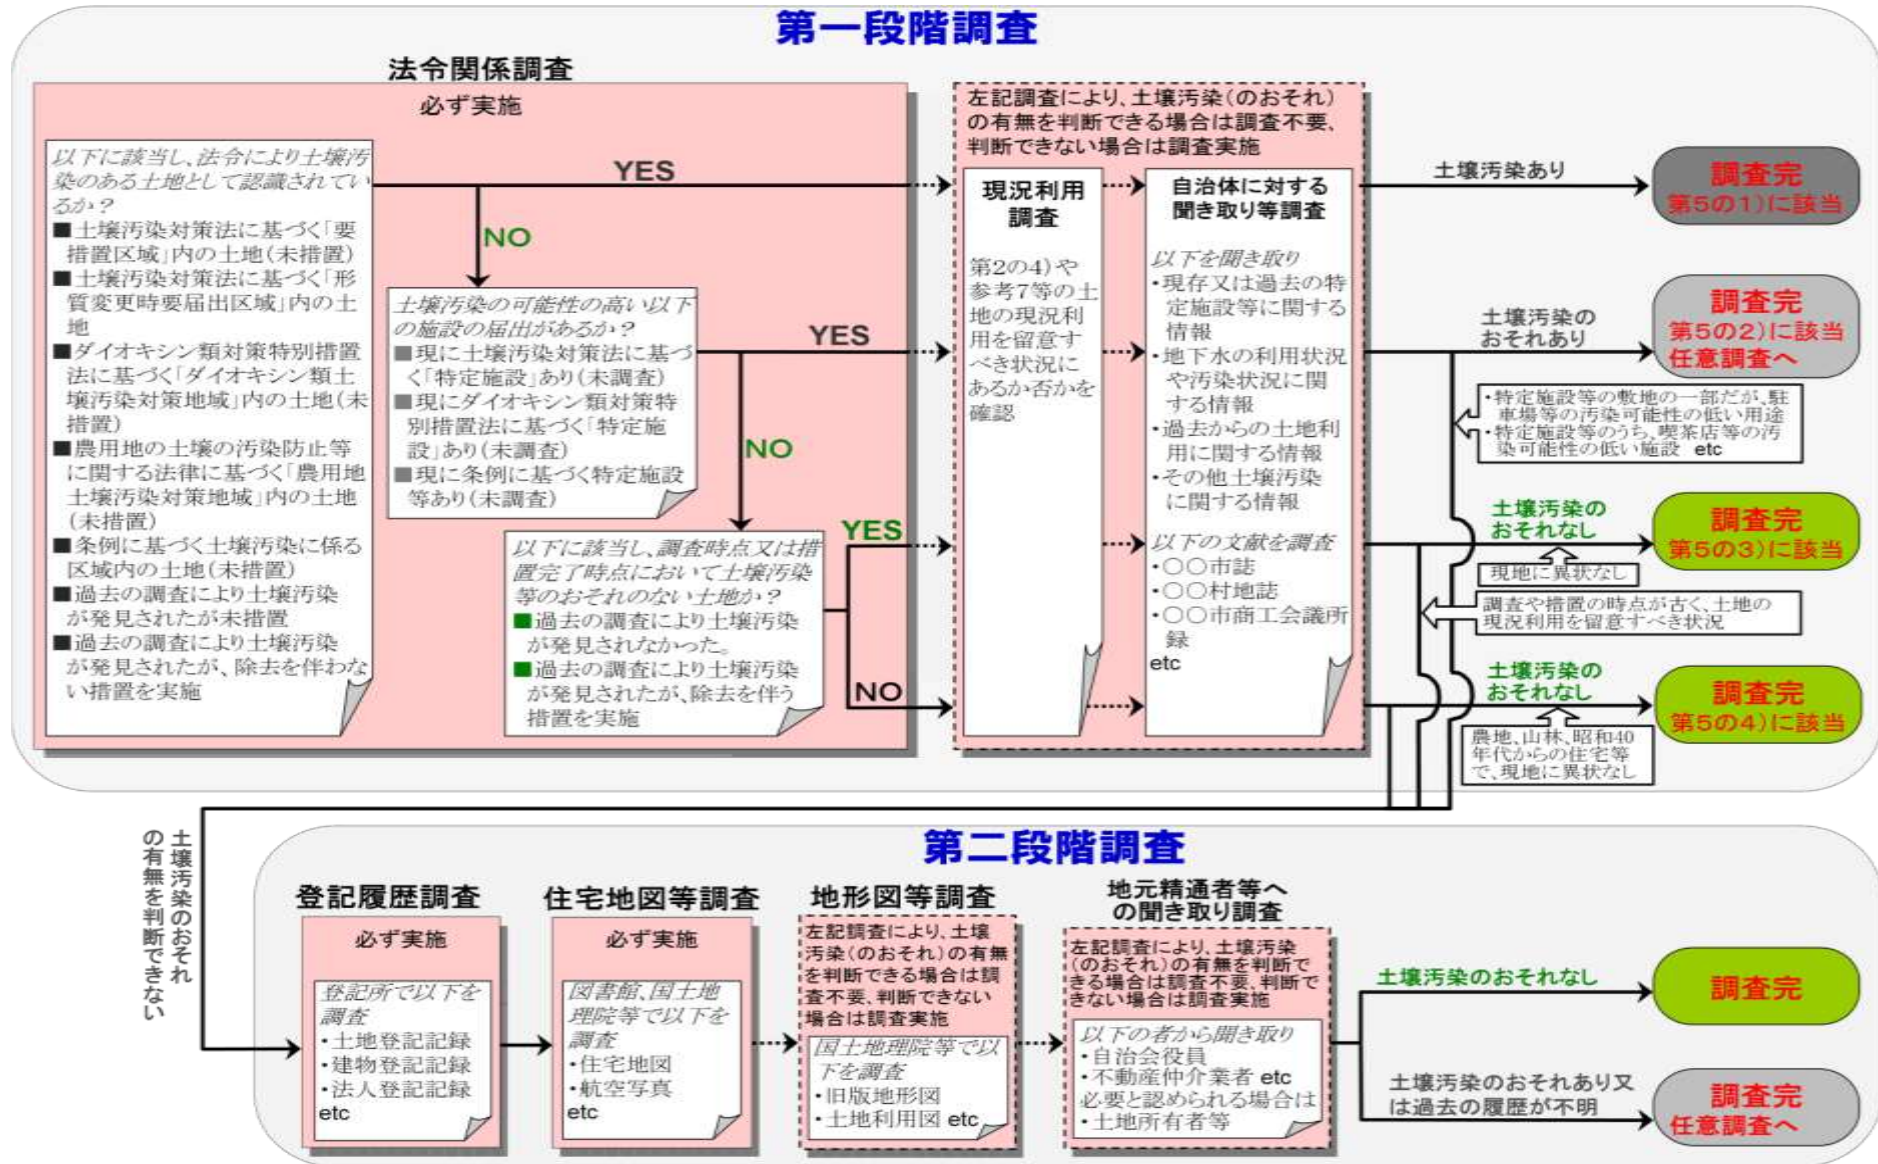 第一段階調査
法令関係調査
必ず実施
以下に該当し、法令により土壌汚
染のある土地として認識されてい
るか？
■土壌汚染対策法に基づく「要
措置区域」内の土地(未措置)
■土壌汚染対策法に基づく「形
質変更時要届出区域」内の土
地
■ダイオキシン類対策特別措置
法に基づく「ダイオキシン類土
壌汚染対策地域」内の土地(未
措置)
■農用地の土壌の汚染防止等
に関する法律に基づく「農用地
土壌汚染対策地域」内の土地
(未措置)
■条例に基づく土壌汚染に係る
区域内の土地(未措置)
■過去の調査により土壌汚染
が発見されたが未措置
■過去の調査により土壌汚染
が発見されたが、除去を伴わな
い措置を実施
YES
NO
土壌汚染の可能性の高い以下
の施設の届出があるか？
■現に土壌汚染対策法に基づ
く「特定施設」あり(未調査)
■現にダイオキシン類対策特
別措置法に基づく「特定施
設」あり(未調査)
■現に条例に基づく特定施設
等あり(未調査)
YES
NO
以下に該当し、調査時点又は措
置完了時点において土壌汚染
等のおそれのない土地か？
■過去の調査により土壌汚染
が発見されなかった。
■過去の調査により土壌汚染
が発見されたが、除去を伴う
措置を実施
YES
NO
左記調査により、土壌汚染(のおそれ)
の有無を判断できる場合は調査不要、
判断できない場合は調査実施
現況利用
調査
第2の4)や
参考7等の土
地の現況利
用を留意す
べき状況に
あるか否かを
確認
自治体に対する
聞き取り等調査
以下を聞き取り
・現存又は過去の特
定施設等に関する
情報
・地下水の利用状況
や汚染状況に関
する情報
・過去からの土地利
用に関する情報
・その他土壌汚染
に関する情報
以下の文献を調査
・〇〇市誌
・〇〇村地誌
・〇〇市商工会議所
録
etc
土壌汚染あり
調査完
第5の1)に該当
土壌汚染の
おそれあり
調査完
第5の2)に該当
任意調査へ
・特定施設等の敷地の一部だが、駐
車場等の汚染可能性の低い用途
・特定施設等のうち、喫茶店等の汚
染可能性の低い施設 etc
土壌汚染の
おそれなし
調査完
第5の3)に該当
現地に異状なし
調査や措置の時点が古く、土地の
現況利用を留意すべき状況
土壌汚染の
おそれなし
調査完
第5の4)に該当
農地、山林、昭和40
年代からの住宅等
で、現地に異状なし
土壌汚染のおそれ
の有無を判断できない
第二段階調査
登記履歴調査
必ず実施
登記所で以下を
調査
・土地登記記録
・建物登記記録
・法人登記記録
etc
住宅地図等調査
必ず実施
図書館、国土地
理院等で以下を
調査
・住宅地図
・航空写真
etc
地形図等調査
左記調査により、土壌
汚染(のおそれ)の有無
を判断できる場合は調
査不要、判断できない
場合は調査実施
国土地理院等で以
下を調査
・旧版地形図
・土地利用図 etc
地元精通者等へ
の聞き取り調査
左記調査により、土壌汚染
(のおそれ)の有無を判断で
きる場合は調査不要、判断で
きない場合は調査実施
以下の者から聞き取り
・自治会役員
・不動産仲介業者 etc
必要と認められる場合は
・土地所有者等
土壌汚染のおそれなし
調査完
土壌汚染のおそれあり又
は過去の履歴が不明
調査完
任意調査へ